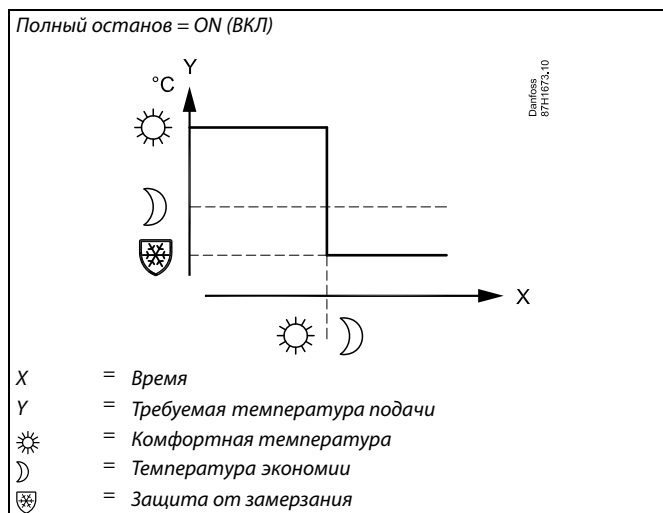 Полный останов = ON (ВКЛ)
Y
°C
Danfoss
87H1673.10
X
X = Время
Y = Требуемая температура подачи
= Комфортная температура
= Температура экономии
= Защита от замерзания